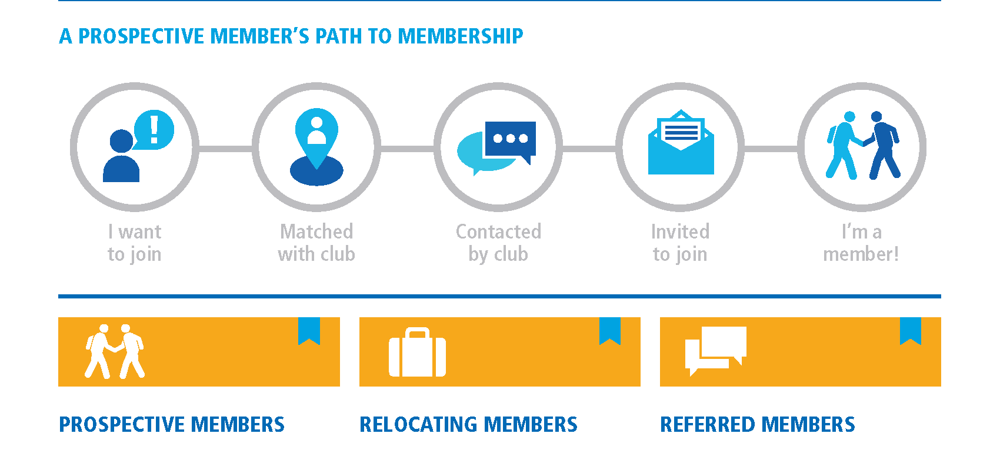 A PROSPECTIVE MEMBER’S PATH TO MEMBERSHIP
!
I want
to join
Matched
with club
Contacted
by club
Invited
to join
I’m a
member!
PROSPECTIVE MEMBERS
RELOCATING MEMBERS
REFERRED MEMBERS